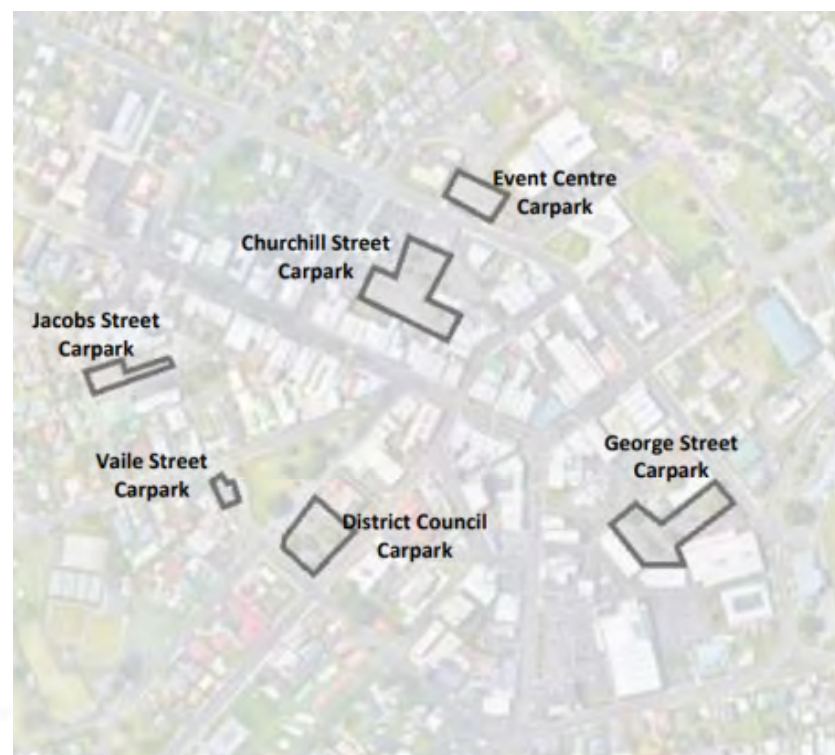 Event Centre
Carpark
Churchill Street
Carpark
Jacobs Street
Carpark
George Street
Carpark
Vaile Street
Carpark
District Council
Carpark